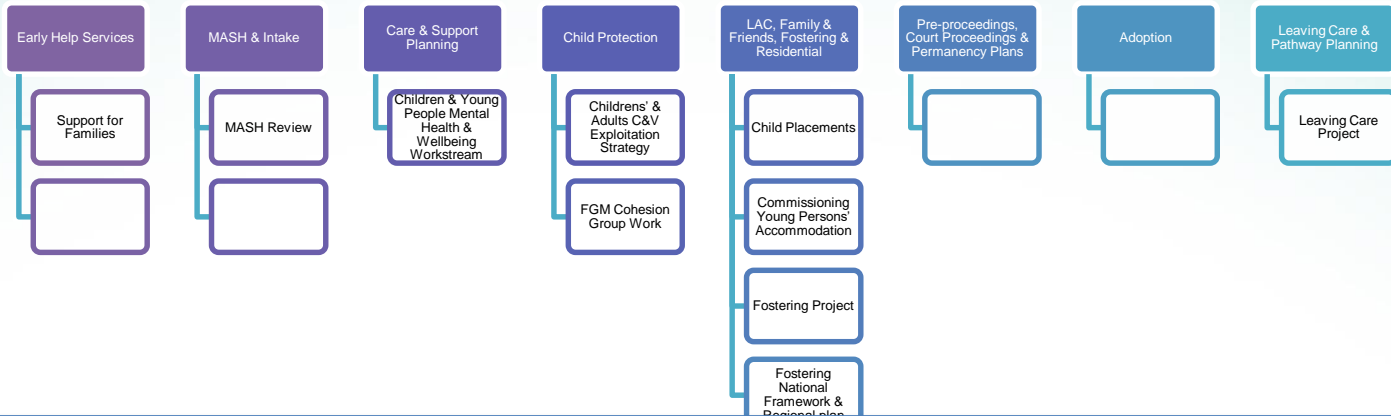 Early Help Services
Support for
Families
MASH & Intake
MASH Review
Care & Support
Planning
Children & Young
People Mental
Health &
Wellbeing
Workstream
Child Protection
Childrens' &
Adults C&V
Exploitation
Strategy
FGM Cohesion
Group Work
LAC, Family &
Friends, Fostering &
Residential
Child Placements
Commissioning
Young Persons'
Accommodation
Fostering Project
Fostering
National
Framework &
Regional plan
Pre-proceedings,
Court Proceedings &
Permanency Plans
Adoption
Leaving Care &
Pathway Planning
Leaving Care
Project